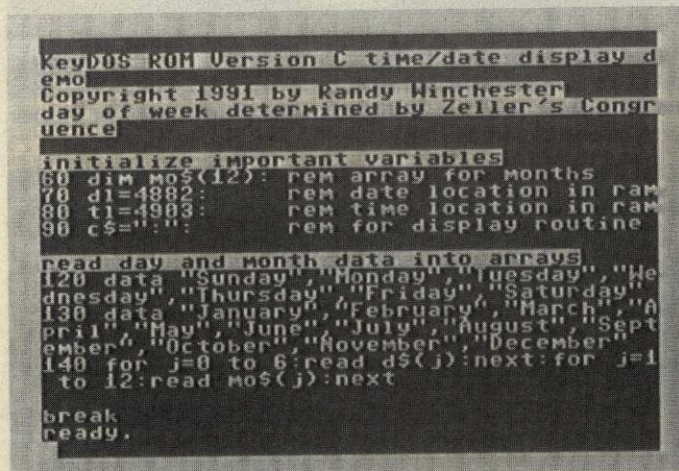 KeyDOS ROM Version C time/date display d
emo
Copyright 1991 by Randy Winchester
day of week determined by Zeller's Congr
uence
initialize important variables
60 dim mo$(12): rem array for months
70 dl=4882: rem date location in ram
80 tl=4903: rem time location in ram
90 c$=":": rem for display routine
read day and month data into arrays
120 data "Sunday","Monday","Tuesday","We
dnesday","Thursday","Friday","Saturday"
130 data "January","February","March","A
pril","May","June","July","August","Sept
ember","October","November","December"
140 for j=0 to 6:read d$(j):next:for j=1
to 12:read mo$(j):next
break
ready.